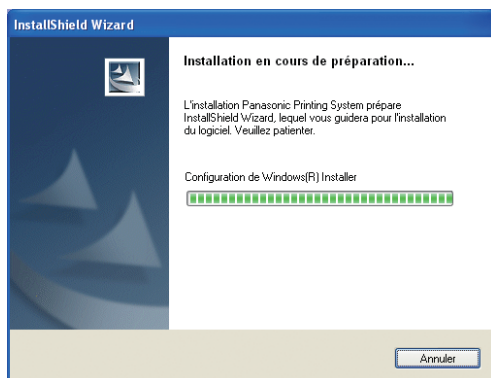 InstallShield Wizard
Installation en cours de préparation...
L'installation Panasonic Printing System prépare
InstallShield Wizard, lequel vous guidera pour l'installation
du logiciel. Veuillez patienter.
Configuration de Windows(R) Installer
Annuler